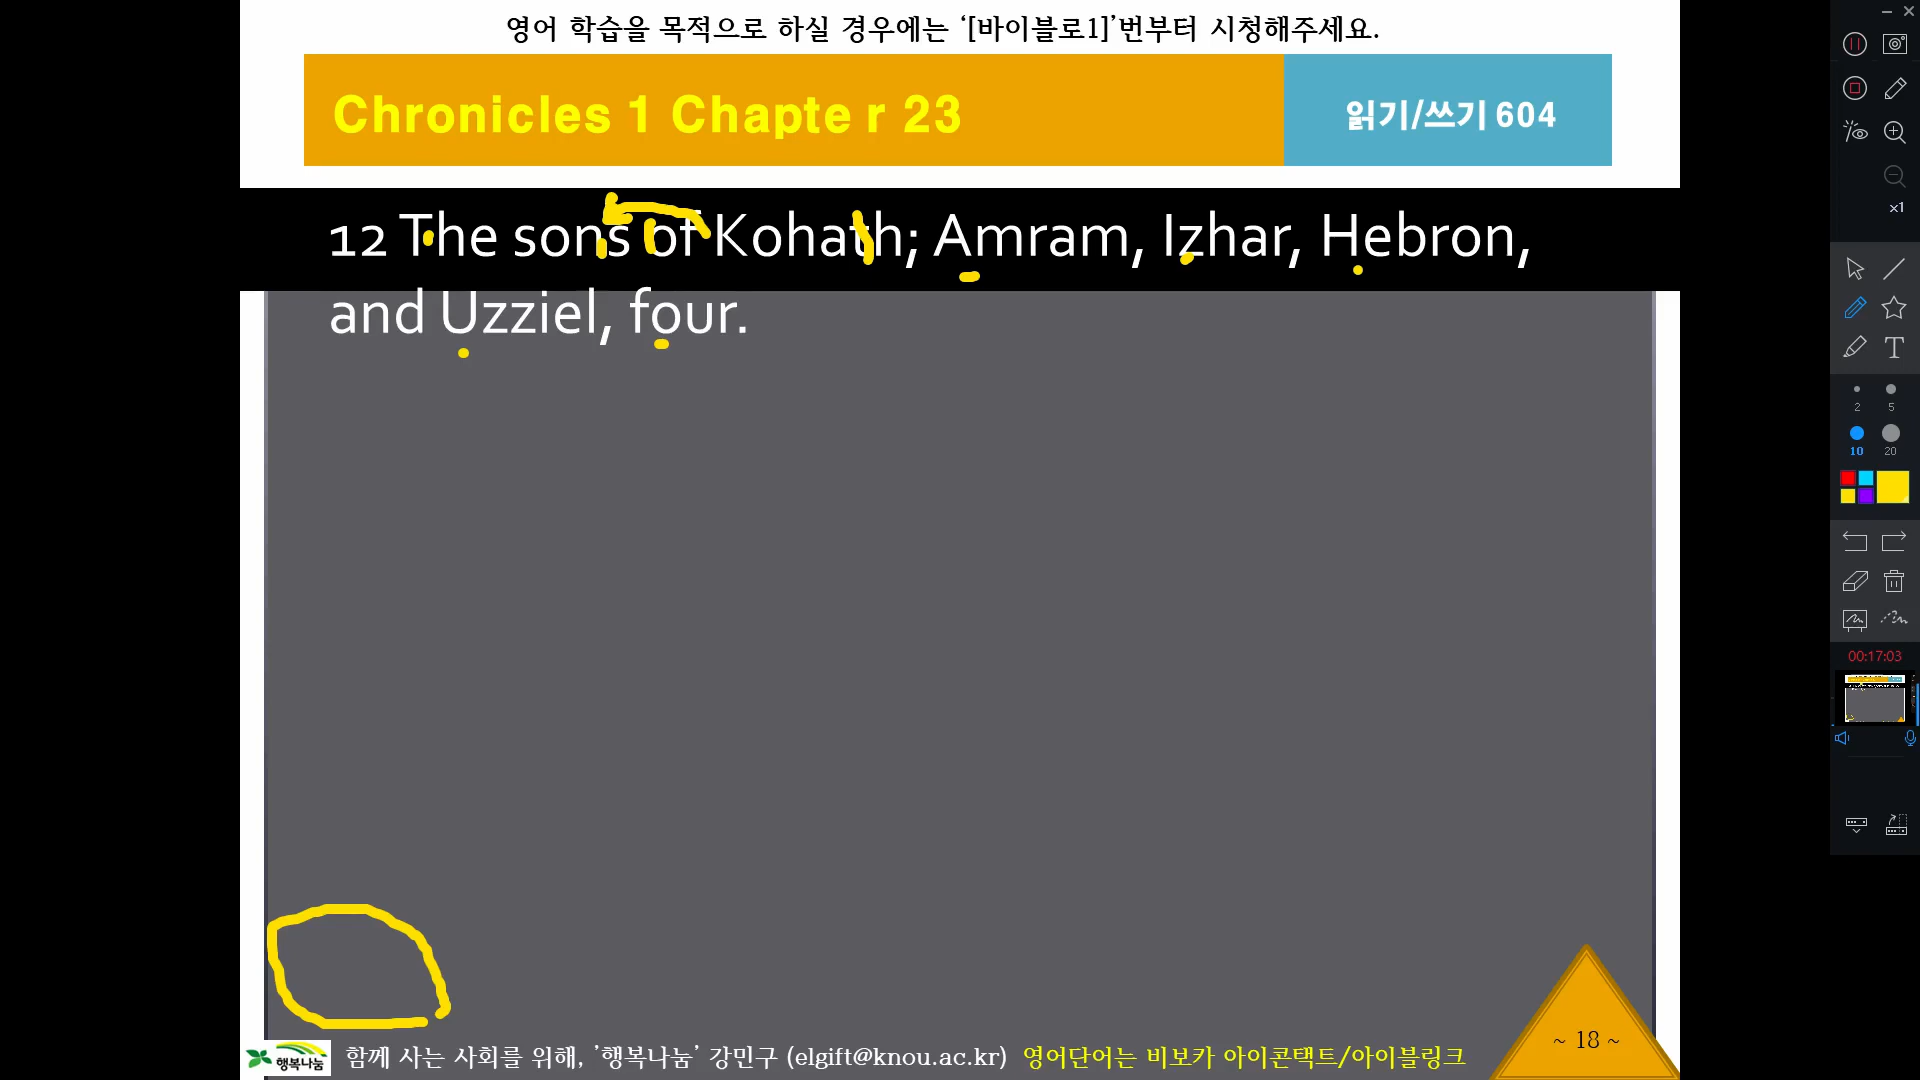 영어 학습을 목적으로 하실 경우에는 ‘[바이블로1]’번부터 시청해주세요.
Chronicles 1 Chapte r 23
읽기/쓰기 604
12 The sons of Kohath; Amram, Izhar, Hebron,
and Uzziel, four.
x1
T
2 5
10 20
00:17:03
~ 18 ~
행복나눔 함께 사는 사회를 위해, ’행복나눔’ 강민구 (elgift@knou.ac.kr) 영어단어는 비보카 아이콘택트/아이블링크